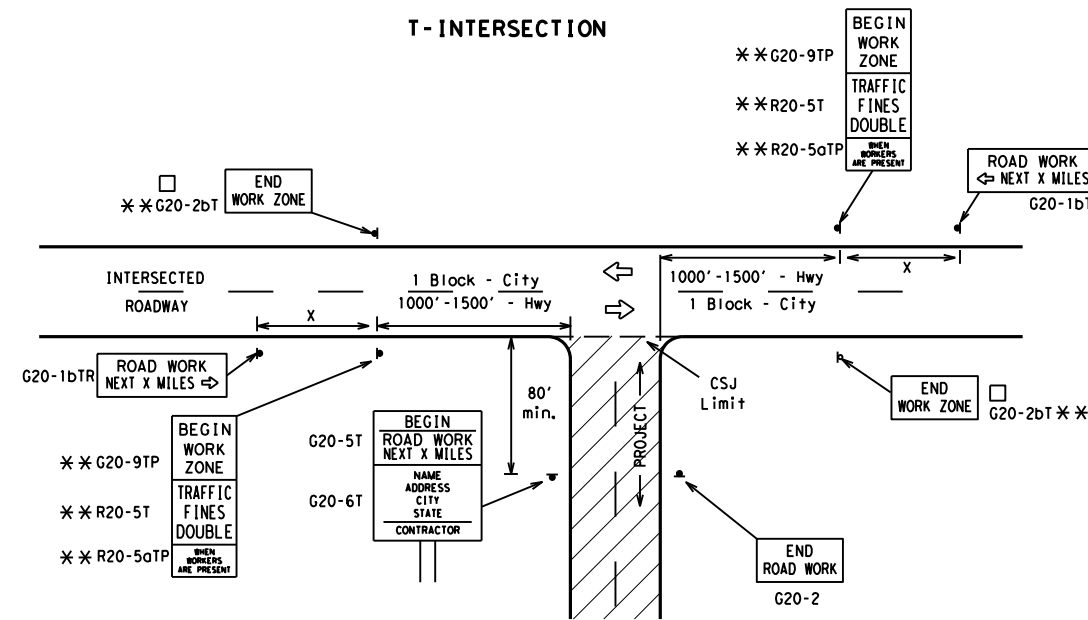 T-INTERSECTION
BEGIN
WORK
ZONE
TRAFFIC
FINES
DOUBLE
WHEN
WORKERS
ARE PRESENT
**G20-9TP
**R20-5T
**R20-5aTP
ROAD WORK
⇦ NEXT X MILES
G20-1bT
END
WORK ZONE
□
**G20-2bT
INTERSECTED
ROADWAY
1 Block - City
1000'-1500' - Hwy
X
1000'-1500' - Hwy
1 Block - City
X
G20-1bTR
ROAD WORK
NEXT X MILES ⇨
80'
min.
CSJ
Limit
PROJECT
END
WORK ZONE
□
G20-2bT **
BEGIN
WORK
ZONE
TRAFFIC
FINES
DOUBLE
WHEN
WORKERS
ARE PRESENT
**G20-9TP
**R20-5T
**R20-5aTP
G20-5T
BEGIN
ROAD WORK
NEXT X MILES
G20-6T
NAME
ADDRESS
CITY
STATE
CONTRACTOR
END
ROAD WORK
G20-2